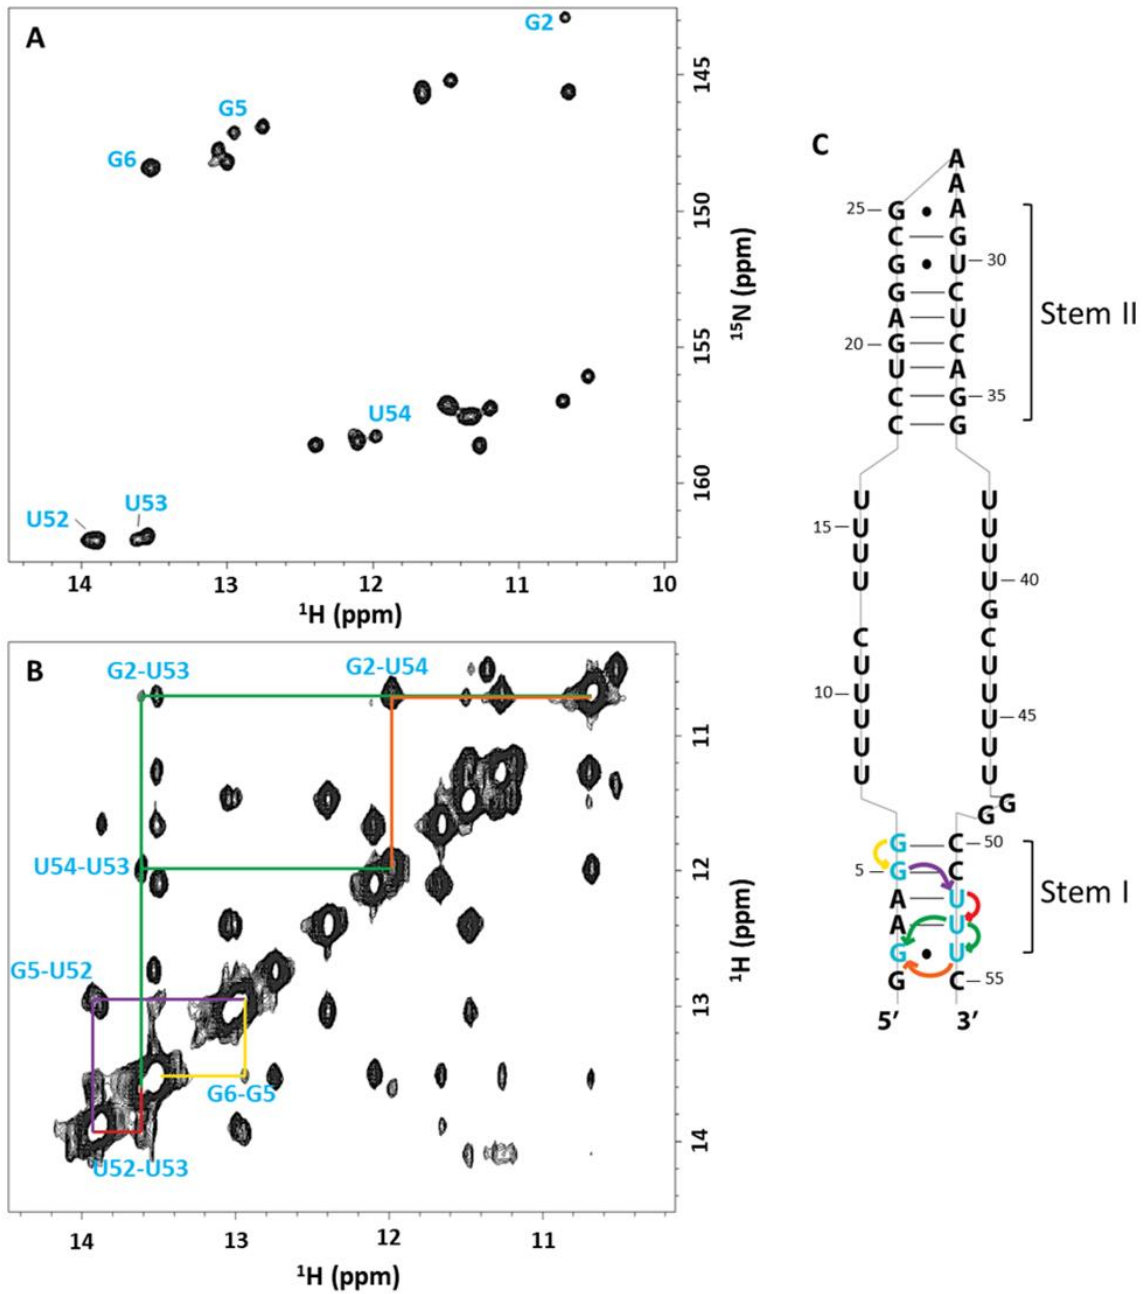 A
G2
145
G5
G6
150
155
U54
160
U52
U53
14 13 12 11 10
¹H (ppm)
¹⁵N (ppm)
B
G2-U53
G2-U54
11
U54-U53
12
G5-U52
13
G6-G5
14
U52-U53
14 13 12 11
¹H (ppm)
¹H (ppm)
C
A
A
25 G • A
C G
G • U 30
G C
A U
20 G C
U A
C G 35
C G
Stem II
U U
15 U U
U U
U U 40
G
C C
U U
10 U U
U U 45
U U
U U
G
G
G C 50
5 G C
A U
A U
G • U
G C 55
Stem I
5' 3'